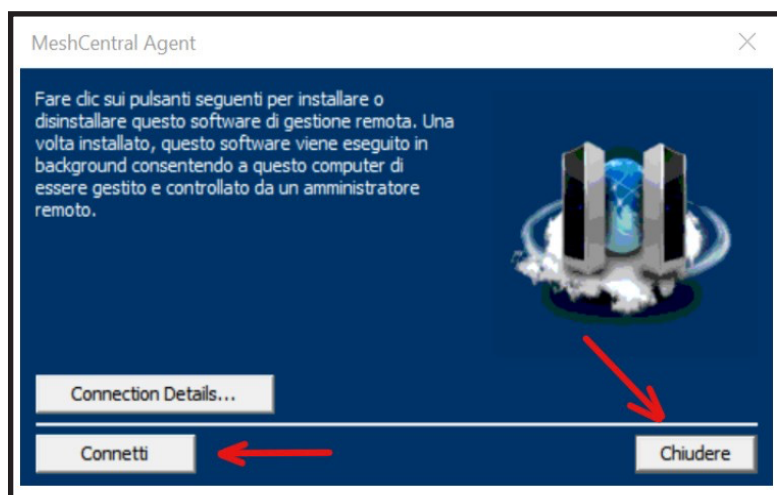 MeshCentral Agent
Fare clic sui pulsanti seguenti per installare o
disinstallare questo software di gestione remota. Una
volta installato, questo software viene eseguito in
background consentendo a questo computer di
essere gestito e controllato da un amministratore
remoto.
Connection Details...
Connetti
Chiudere